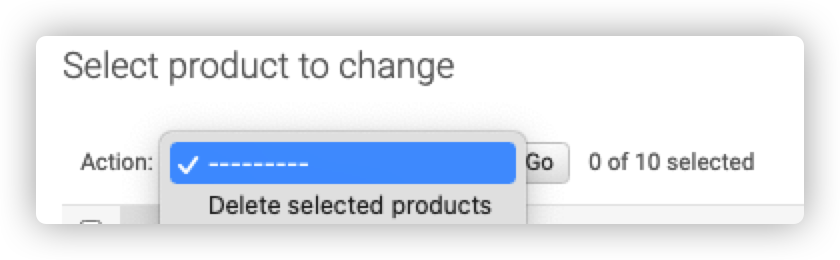 Select product to change
Action: ✓ --------- Go 0 of 10 selected
Delete selected products